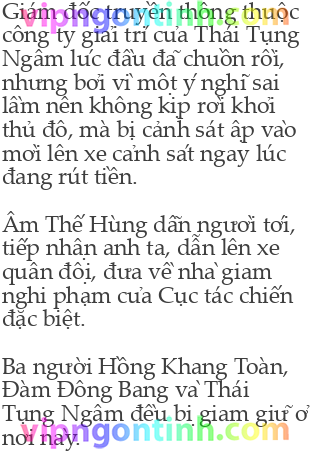 Giám đốc truyền thông thuộc
công ty giải trí của Thái Tụng
Ngâm lúc đầu đã chuồn rồi,
nhưng bởi vì một ý nghĩ sai
lầm nên không kịp rời khỏi
thủ đô, mà bị cảnh sát ập vào
mời lên xe cảnh sát ngay lúc
đang rút tiền.
Âm Thế Hùng dẫn người tới,
tiếp nhận anh ta, dẫn lên xe
quân đội, đưa về nhà giam
nghi phạm của Cục tác chiến
đặc biệt.
Ba người Hồng Khang Toàn,
Đàm Đông Bang và Thái
Tụng Ngâm đều bị giam giữ ở
nơi này.
vipngontinh.com
vipngontinh.com